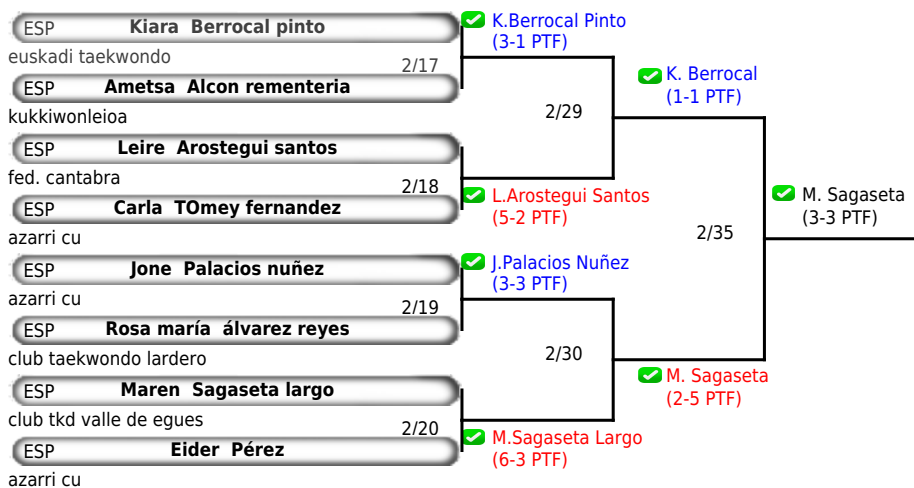 ESP Kiara Berrocal pinto
euskadi taekwondo
2/17
ESP Ametsa Alcon rementeria
kukkiwonleioa
ESP Leire Arostegui santos
fed. cantabra
2/18
ESP Carla TOmey fernandez
azarri cu
ESP Jone Palacios nuñez
azarri cu
2/19
ESP Rosa maría álvarez reyes
club taekwondo lardero
ESP Maren Sagaseta largo
club tkd valle de egues
2/20
ESP Eider Pérez
azarri cu
K.Berrocal Pinto
(3-1 PTF)
2/29
L.Arostegui Santos
(5-2 PTF)
J.Palacios Nuñez
(3-3 PTF)
2/30
M.Sagaseta Largo
(6-3 PTF)
K. Berrocal
(1-1 PTF)
2/35
M. Sagaseta
(2-5 PTF)
M. Sagaseta
(3-3 PTF)